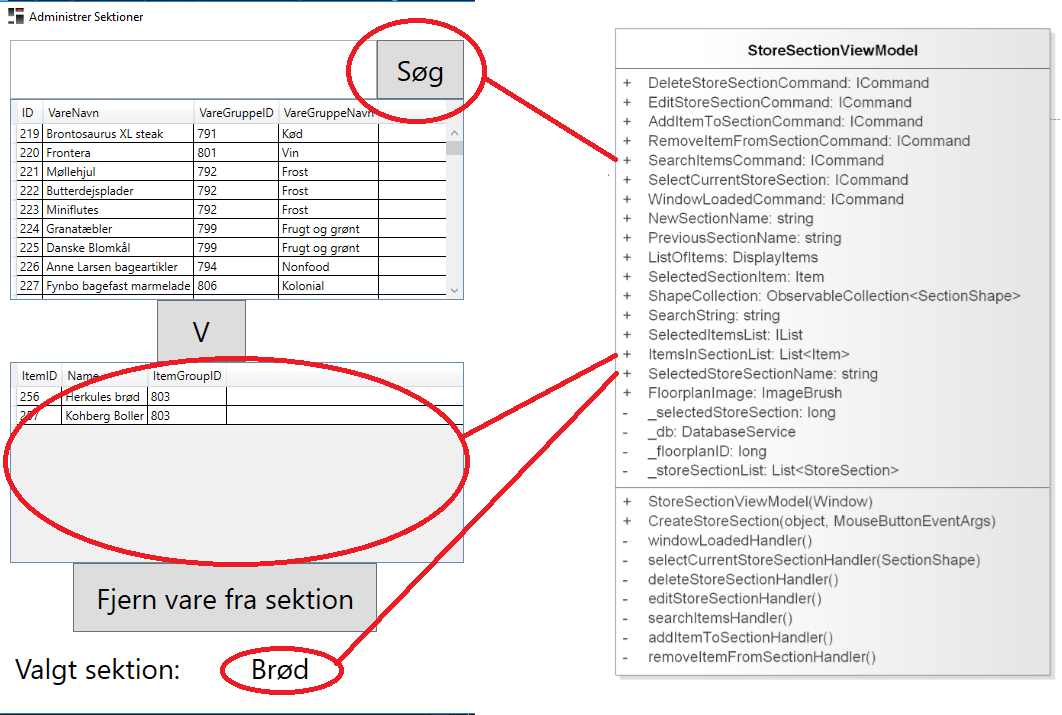 Administrer Sektioner
Søg
ID VareNavn VareGruppeID VareGruppeNavn
219 Brontosaurus XL steak 791 Kød
220 Frontera 801 Vin
221 Møllehjul 792 Frost
222 Butterdejsplader 792 Frost
223 Miniflutes 792 Frost
224 Granatæbler 799 Frugt og grønt
225 Danske Blomkål 799 Frugt og grønt
226 Anne Larsen bageartikler 794 Nonfood
227 Fynbo bagefast marmelade 806 Kolonial
V
ItemID Name ItemGroupID
256 Herkules brød 803
257 Kohberg Boller 803
Fjern vare fra sektion
Valgt sektion: Brød
StoreSectionViewModel
+ DeleteStoreSectionCommand: ICommand
+ EditStoreSectionCommand: ICommand
+ AddItemToSectionCommand: ICommand
+ RemoveItemFromSectionCommand: ICommand
+ SearchItemsCommand: ICommand
+ SelectCurrentStoreSection: ICommand
+ WindowLoadedCommand: ICommand
+ NewSectionName: string
+ PreviousSectionName: string
+ ListOfItems: DisplayItems
+ SelectedSectionItem: Item
+ ShapeCollection: ObservableCollection<SectionShape>
+ SearchString: string
+ SelectedItemsList: IList
+ ItemsInSectionList: List<Item>
+ SelectedStoreSectionName: string
+ FloorplanImage: ImageBrush
- _selectedStoreSection: long
- _db: DatabaseService
- _floorplanID: long
- _storeSectionList: List<StoreSection>
+ StoreSectionViewModel(Window)
+ CreateStoreSection(object, MouseButtonEventArgs)
- windowLoadedHandler()
- selectCurrentStoreSectionHandler(SectionShape)
- deleteStoreSectionHandler()
- editStoreSectionHandler()
- searchItemsHandler()
- addItemToSectionHandler()
- removeItemFromSectionHandler()